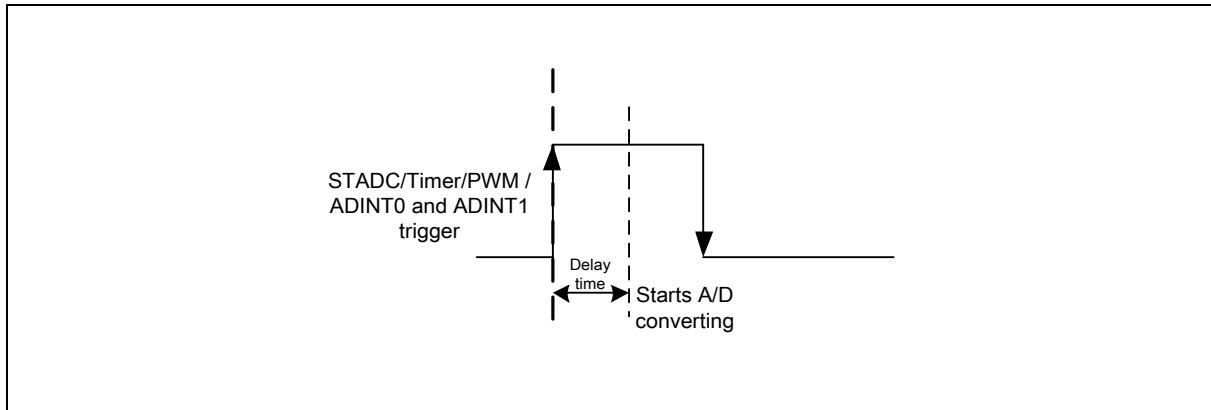 STADC/Timer/PWM /
ADINT0 and ADINT1
trigger
Delay
time
Starts A/D
converting